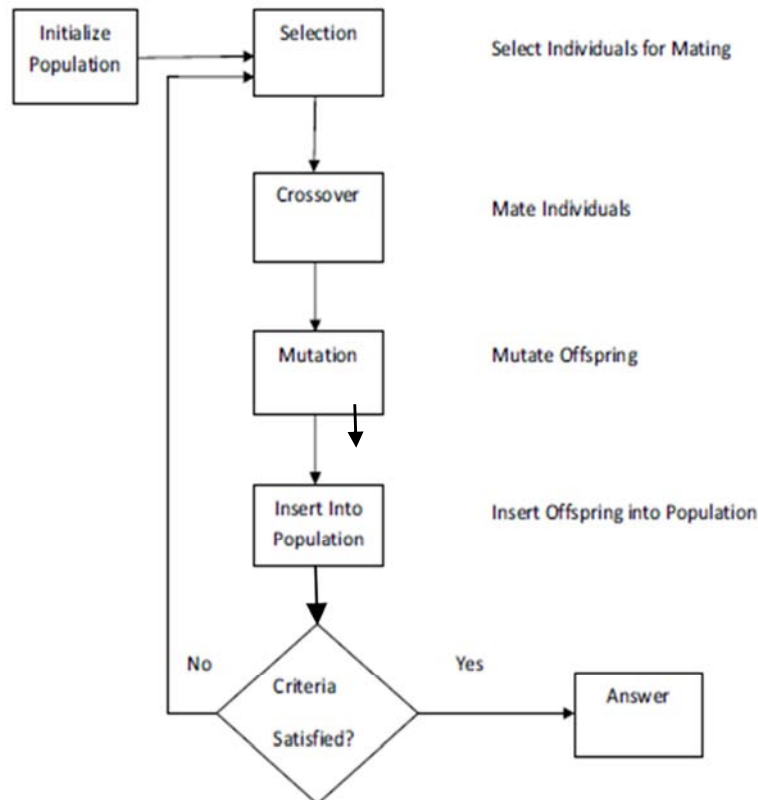 Initialize
Population
Selection
Select Individuals for Mating
Crossover
Mate Individuals
Mutation
Mutate Offspring
Insert Into
Population
Insert Offspring into Population
No
Yes
Criteria
Satisfied?
Answer